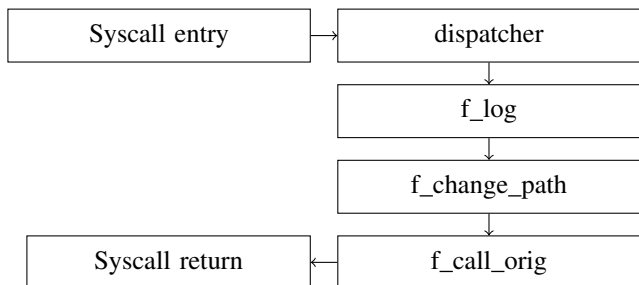 Syscall entry
dispatcher
f_log
f_change_path
f_call_orig
Syscall return